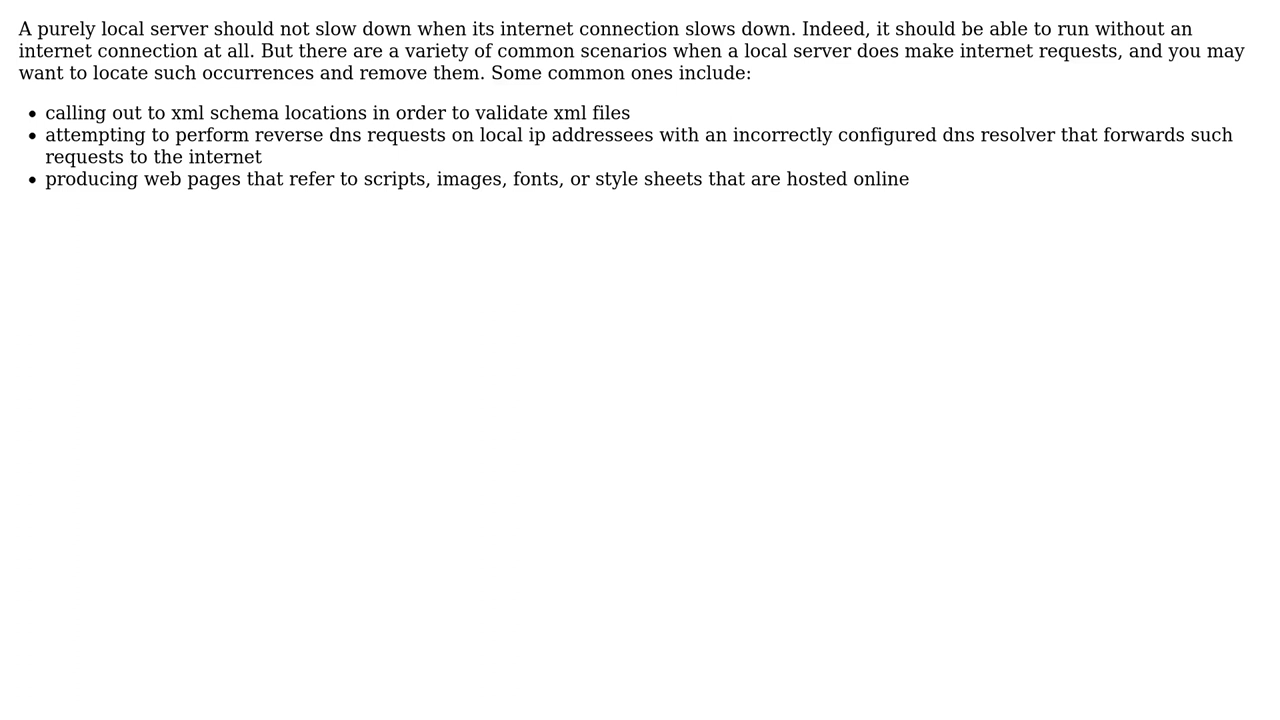 A purely local server should not slow down when its internet connection slows down. Indeed, it should be able to run without an
internet connection at all. But there are a variety of common scenarios when a local server does make internet requests, and you may
want to locate such occurrences and remove them. Some common ones include:
• calling out to xml schema locations in order to validate xml files
• attempting to perform reverse dns requests on local ip addressees with an incorrectly configured dns resolver that forwards such
requests to the internet
• producing web pages that refer to scripts, images, fonts, or style sheets that are hosted online